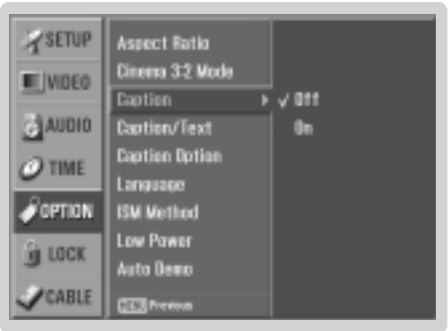 SETUP
VIDEO
AUDIO
TIME
OPTION
LOCK
CABLE
Aspect Ratio
Cinema 3:2 Mode
Caption
Caption/Text
Caption Option
Language
ISM Method
Low Power
Auto Demo
MENU Previous
Off
On